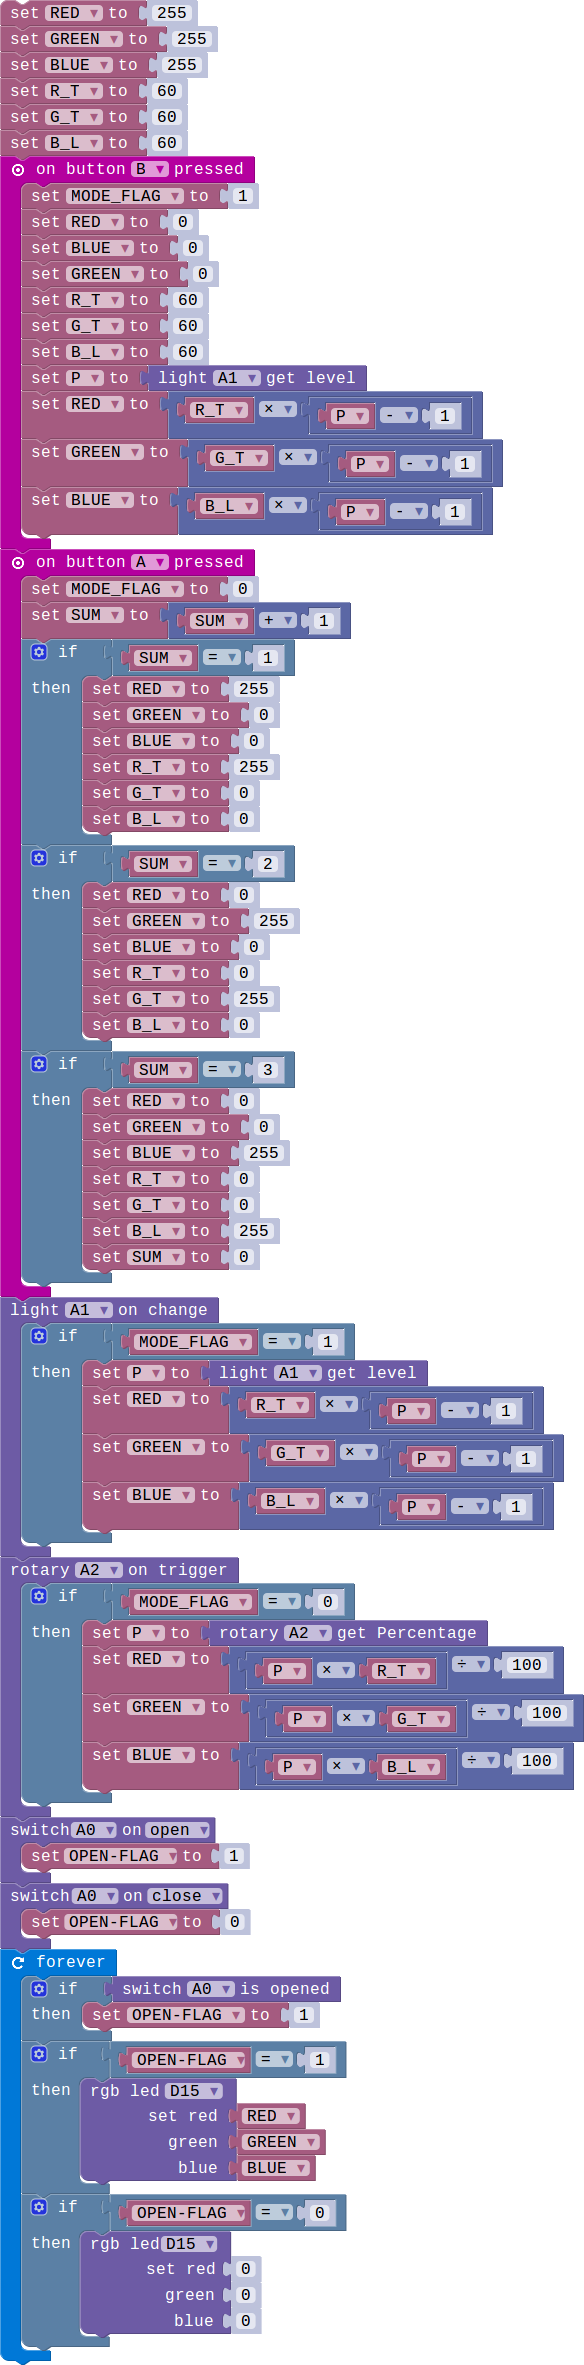 set RED ▾ to 255
set GREEN ▾ to 255
set BLUE ▾ to 255
set R_T ▾ to 60
set G_T ▾ to 60
set B_L ▾ to 60
on button B ▾ pressed
set MODE_FLAG ▾ to 1
set RED ▾ to 0
set BLUE ▾ to 0
set GREEN ▾ to 0
set R_T ▾ to 60
set G_T ▾ to 60
set B_L ▾ to 60
set P ▾ to light A1 ▾ get level
set RED ▾ to R_T ▾ × ▾ P ▾ - ▾ 1
set GREEN ▾ to G_T ▾ × ▾ P ▾ - ▾ 1
set BLUE ▾ to B_L ▾ × ▾ P ▾ - ▾ 1
on button A ▾ pressed
set MODE_FLAG ▾ to 0
set SUM ▾ to SUM ▾ + ▾ 1
if SUM ▾ = ▾ 1
then set RED ▾ to 255
set GREEN ▾ to 0
set BLUE ▾ to 0
set R_T ▾ to 255
set G_T ▾ to 0
set B_L ▾ to 0
if SUM ▾ = ▾ 2
then set RED ▾ to 0
set GREEN ▾ to 255
set BLUE ▾ to 0
set R_T ▾ to 0
set G_T ▾ to 255
set B_L ▾ to 0
if SUM ▾ = ▾ 3
then set RED ▾ to 0
set GREEN ▾ to 0
set BLUE ▾ to 255
set R_T ▾ to 0
set G_T ▾ to 0
set B_L ▾ to 255
set SUM ▾ to 0
light A1 ▾ on change
if MODE_FLAG ▾ = ▾ 1
then set P ▾ to light A1 ▾ get level
set RED ▾ to R_T ▾ × ▾ P ▾ - ▾ 1
set GREEN ▾ to G_T ▾ × ▾ P ▾ - ▾ 1
set BLUE ▾ to B_L ▾ × ▾ P ▾ - ▾ 1
rotary A2 ▾ on trigger
if MODE_FLAG ▾ = ▾ 0
then set P ▾ to rotary A2 ▾ get Percentage
set RED ▾ to P ▾ × ▾ R_T ▾ ÷ ▾ 100
set GREEN ▾ to P ▾ × ▾ G_T ▾ ÷ ▾ 100
set BLUE ▾ to P ▾ × ▾ B_L ▾ ÷ ▾ 100
switch A0 ▾ on open ▾
set OPEN-FLAG ▾ to 1
switch A0 ▾ on close ▾
set OPEN-FLAG ▾ to 0
forever
if switch A0 ▾ is opened
then set OPEN-FLAG ▾ to 1
if OPEN-FLAG ▾ = ▾ 1
then rgb led D15 ▾
set red RED ▾
green GREEN ▾
blue BLUE ▾
if OPEN-FLAG ▾ = ▾ 0
then rgb led D15 ▾
set red 0
green 0
blue 0